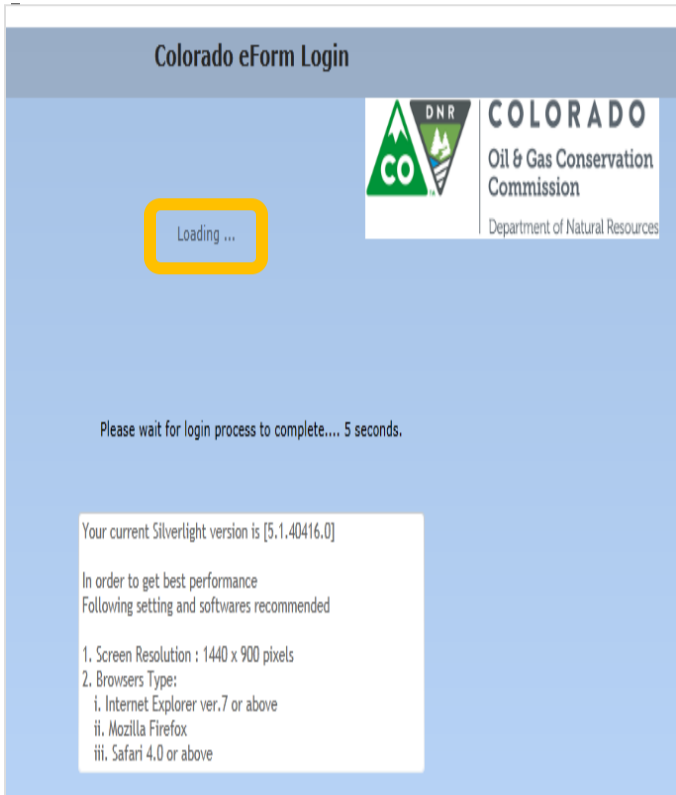 Colorado eForm Login
DNR
CO
COLORADO
Oil & Gas Conservation
Commission
Department of Natural Resources
Loading ...
Please wait for login process to complete.... 5 seconds.
Your current Silverlight version is [5.1.40416.0]
In order to get best performance
Following setting and softwares recommended
1. Screen Resolution : 1440 x 900 pixels
2. Browsers Type:
i. Internet Explorer ver.7 or above
ii. Mozilla Firefox
iii. Safari 4.0 or above